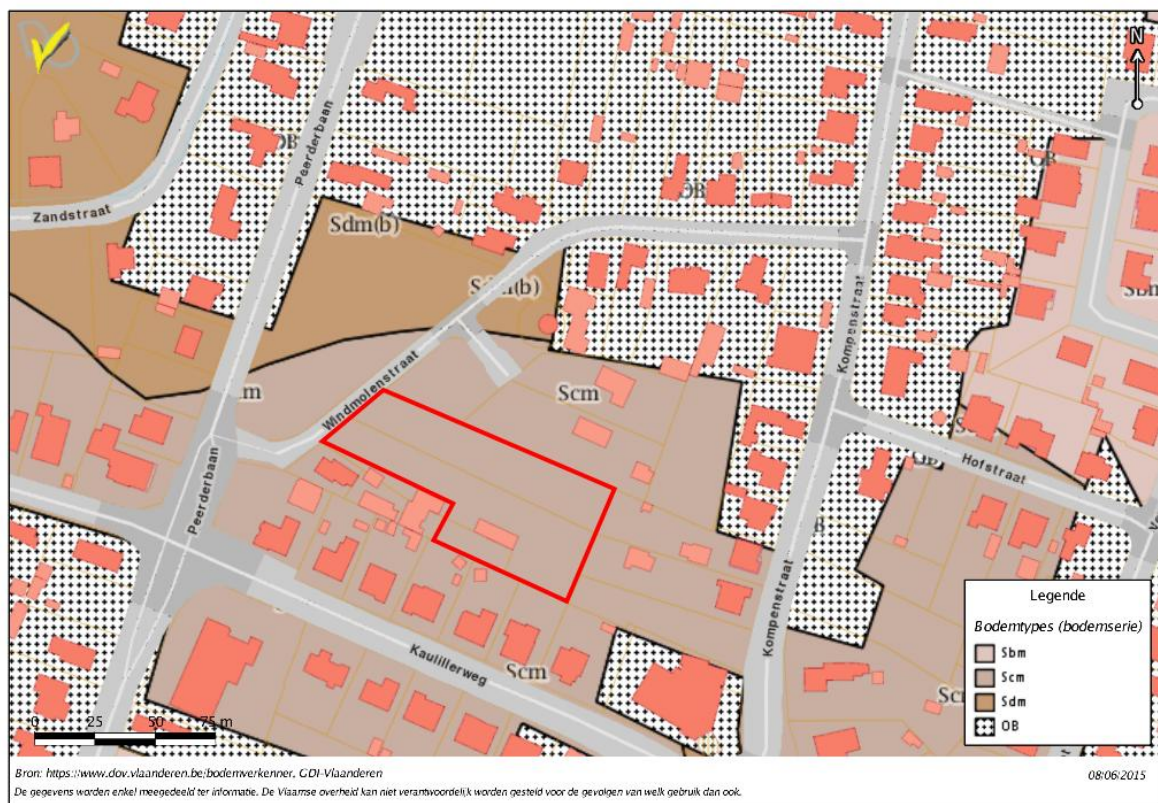 N
Peerderbaan
OB
OB
OB
Zandstraat
Sdm(b)
Kompenstraat
Windmolenstraat
Scm
Hofstraat
OB
Peerderbaan
Kompenstraat
Kaulillerweg
Scm
Legende
Bodemtypes (bodemserie)
Sbm
Scm
Sdm
OB
0 25 50 75 m
Bron: https://www.dov.vlaanderen.be/bodemverkenner, GDI-Vlaanderen
08/06/2015
De gegevens worden enkel meegedeeld ter informatie. De Vlaamse overheid kan niet verantwoordelijk worden gesteld voor de gevolgen van welk gebruik dan ook.